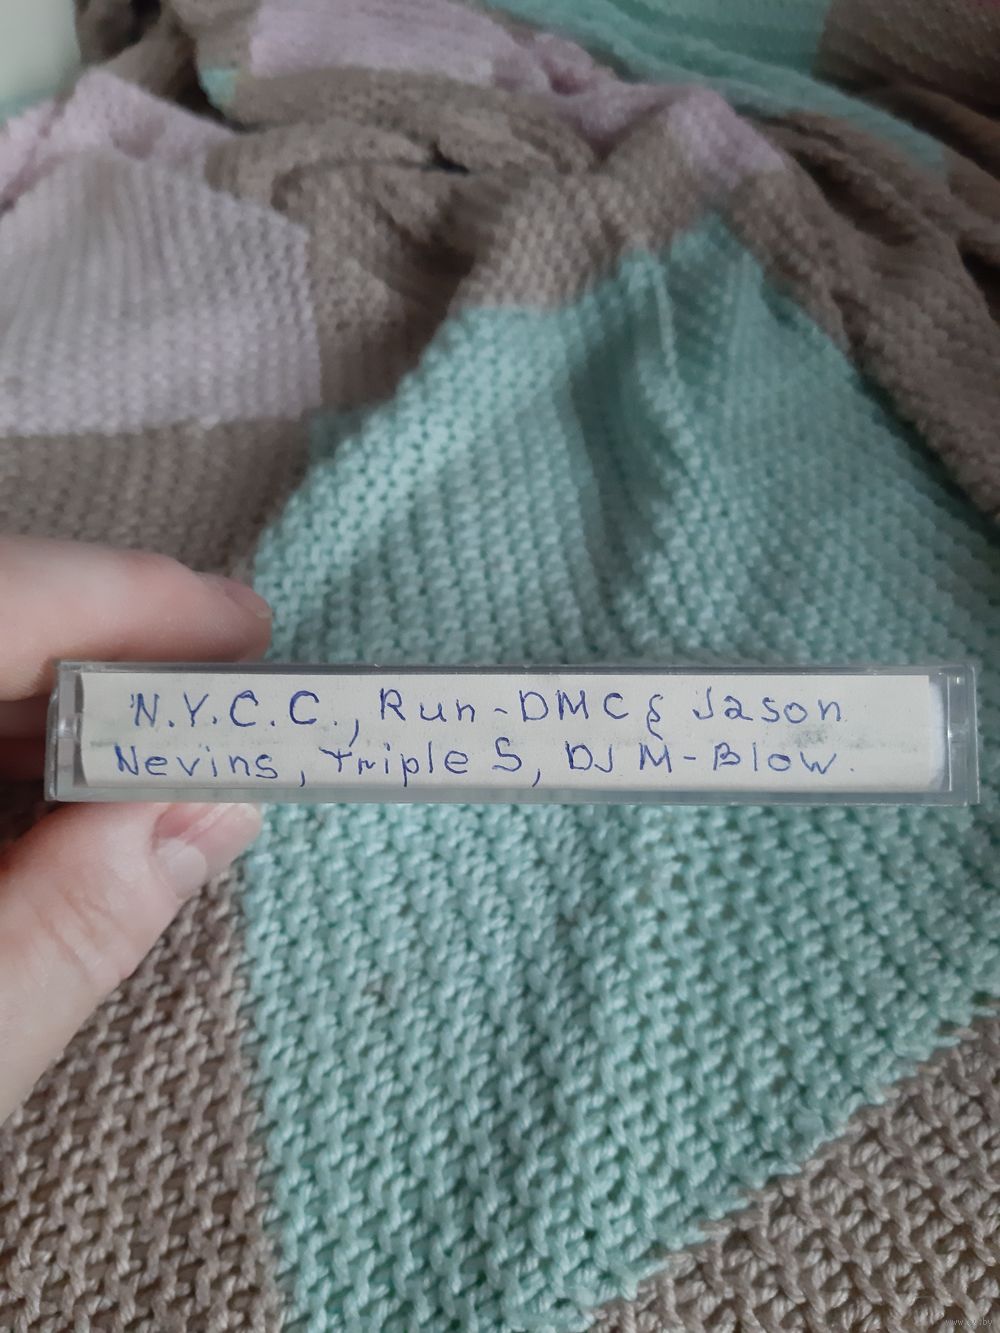 N.Y.C.C., Run-DMC & Jason
Nevins, Triple S, DJ M-Blow.